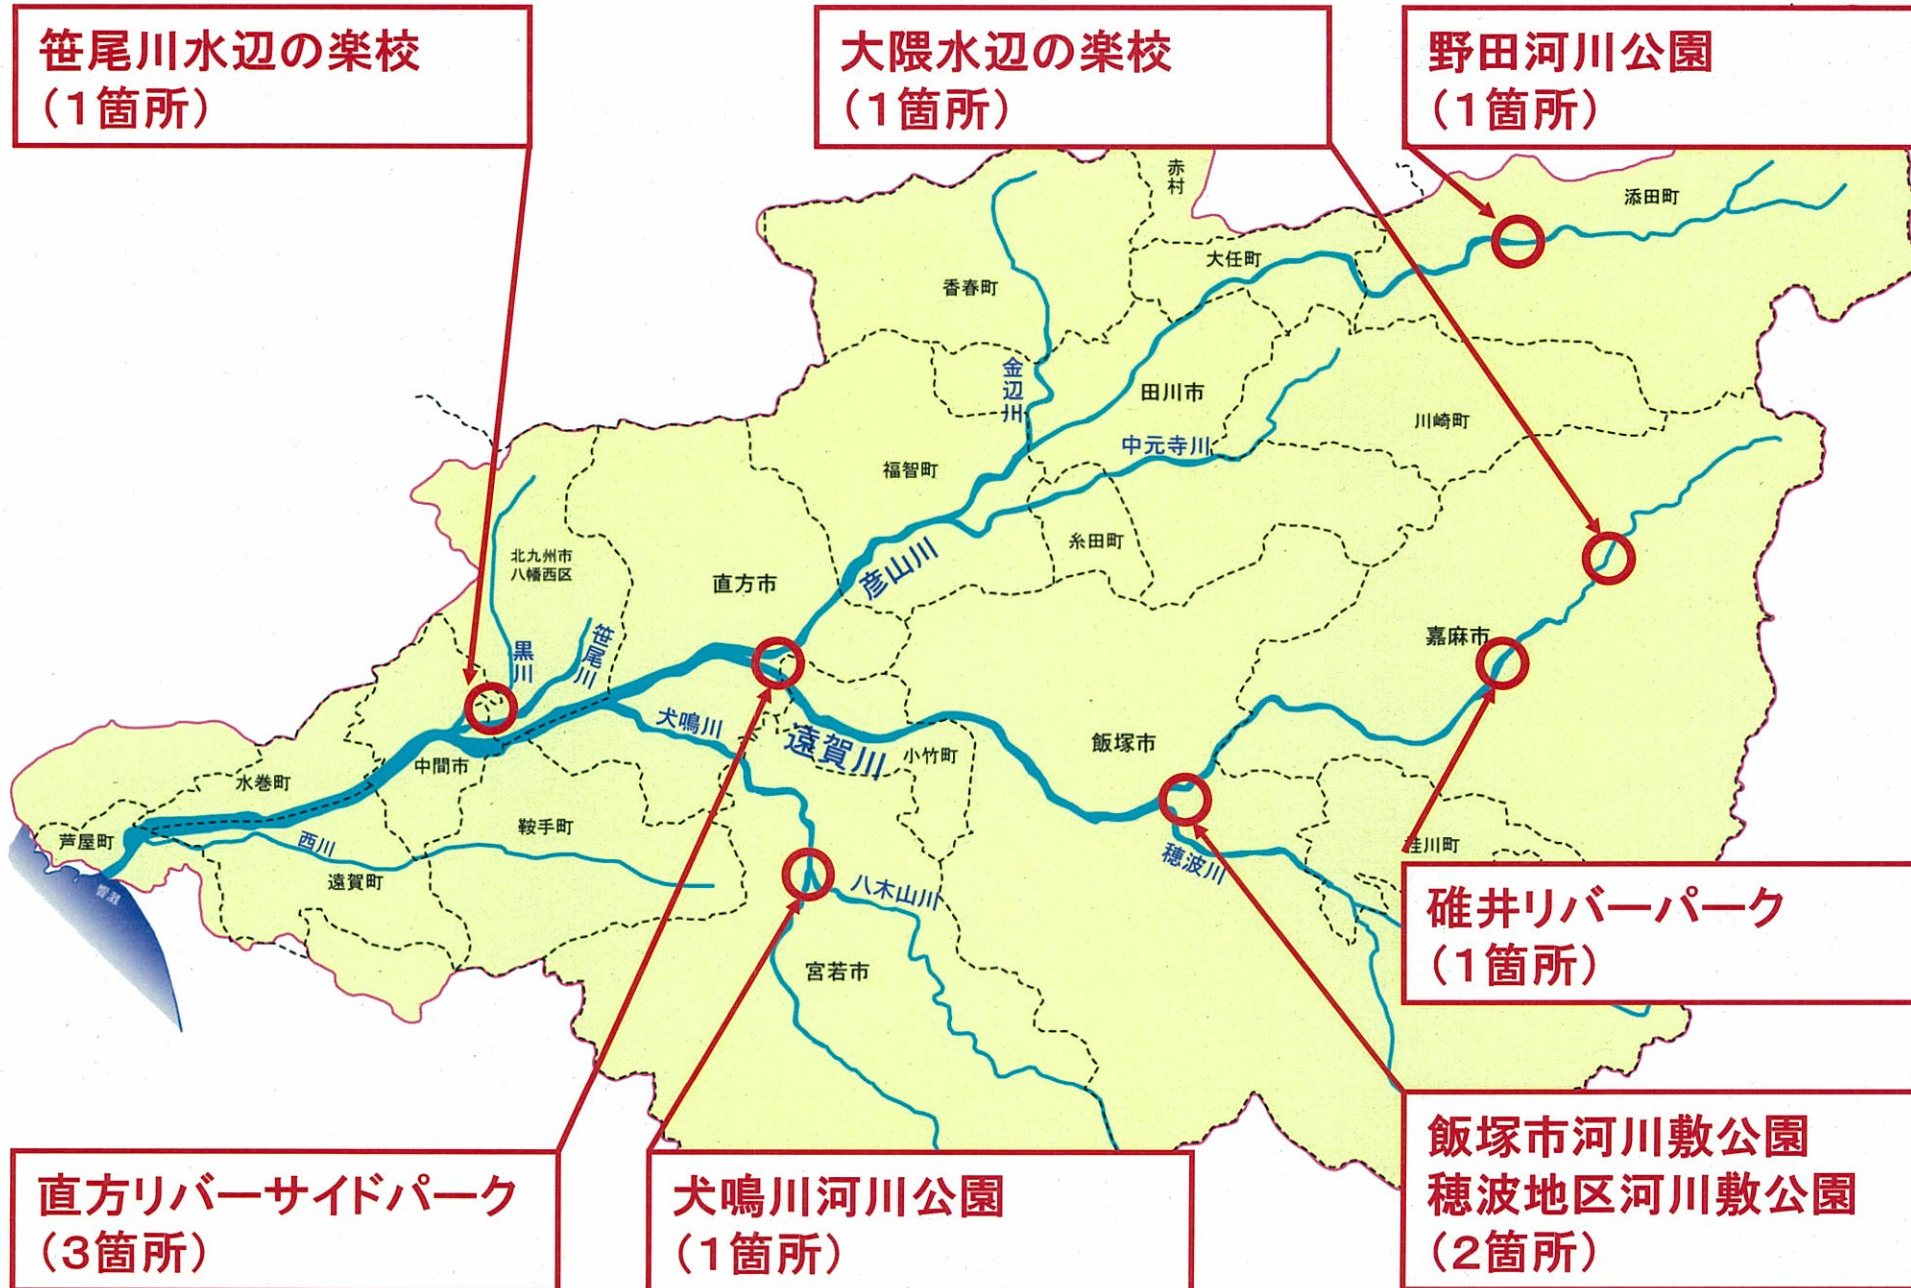 笹尾川水辺の楽校
（1箇所）
大隈水辺の楽校
（1箇所）
野田河川公園
（1箇所）
赤村
添田町
大任町
香春町
金辺川
田川市
川崎町
中元寺川
福智町
糸田町
北九州市
八幡西区
直方市
彦山川
嘉麻市
黒川
笹尾川
犬鳴川
遠賀川
小竹町
飯塚市
水巻町
中間市
芦屋町
西川
鞍手町
遠賀町
響灘
穂波川
桂川町
八木山川
宮若市
碓井リバーパーク
（1箇所）
直方リバーサイドパーク
（3箇所）
犬鳴川河川公園
（1箇所）
飯塚市河川敷公園
穂波地区河川敷公園
（2箇所）